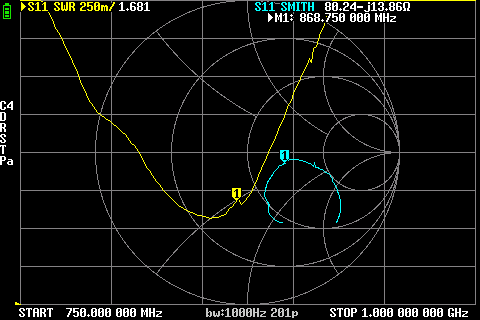 S11 SWR 250m/ 1.681
S11 SMITH 80.24-j13.86Ω
M1: 868.750 000 MHz
C4
D
R
S
T
Pa
1
1
START 750.000 000 MHz
bw:1000Hz 201p
STOP 1.000 000 000 GHz